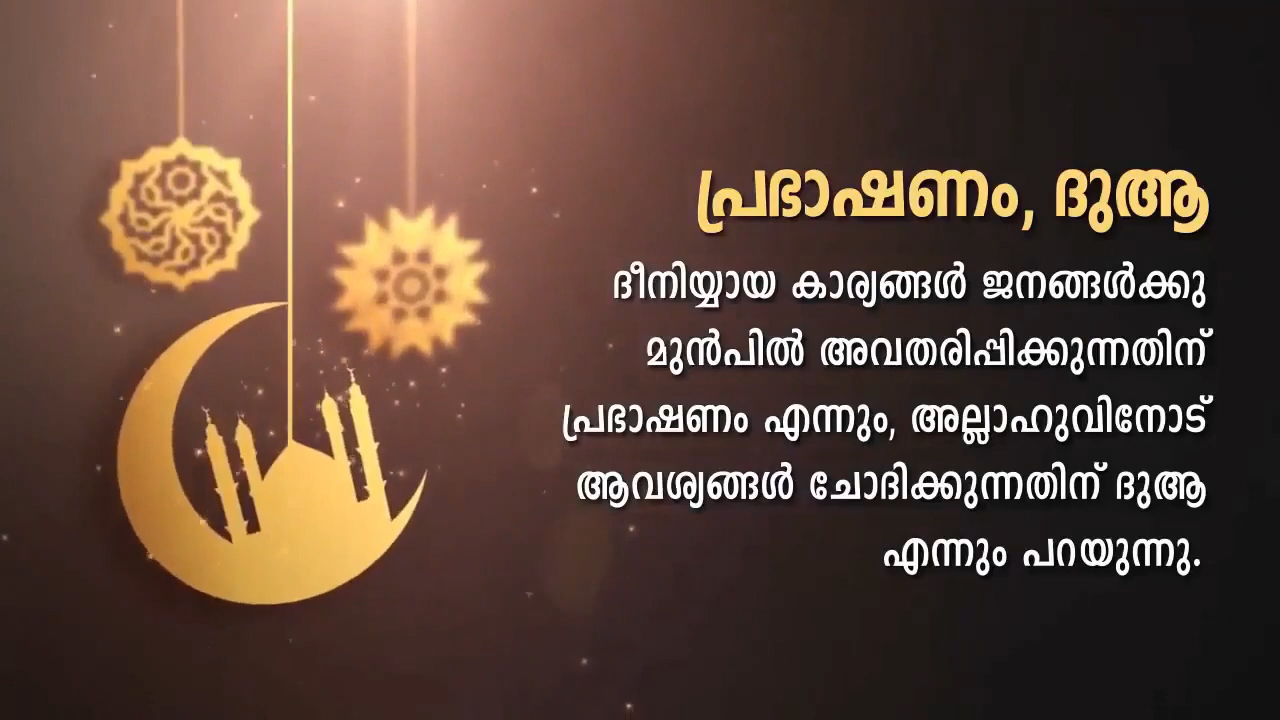 പ്രഭാഷണം, ദുആ
ദീനിയ്യായ കാര്യങ്ങൾ ജനങ്ങൾക്കു
മുൻപിൽ അവതരിപ്പിക്കുന്നതിന്
പ്രഭാഷണം എന്നും, അല്ലാഹുവിനോട്
ആവശ്യങ്ങൾ ചോദിക്കുന്നതിന് ദുആ
എന്നും പറയുന്നു.